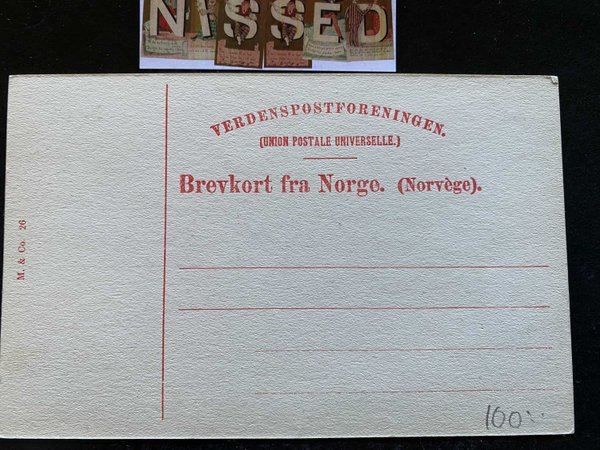 NISSED
VERDENSPOSTFORENINGEN.
(UNION POSTALE UNIVERSELLE.)
Brevkort fra Norge. (Norvège).
M. & Co. 26
100:-